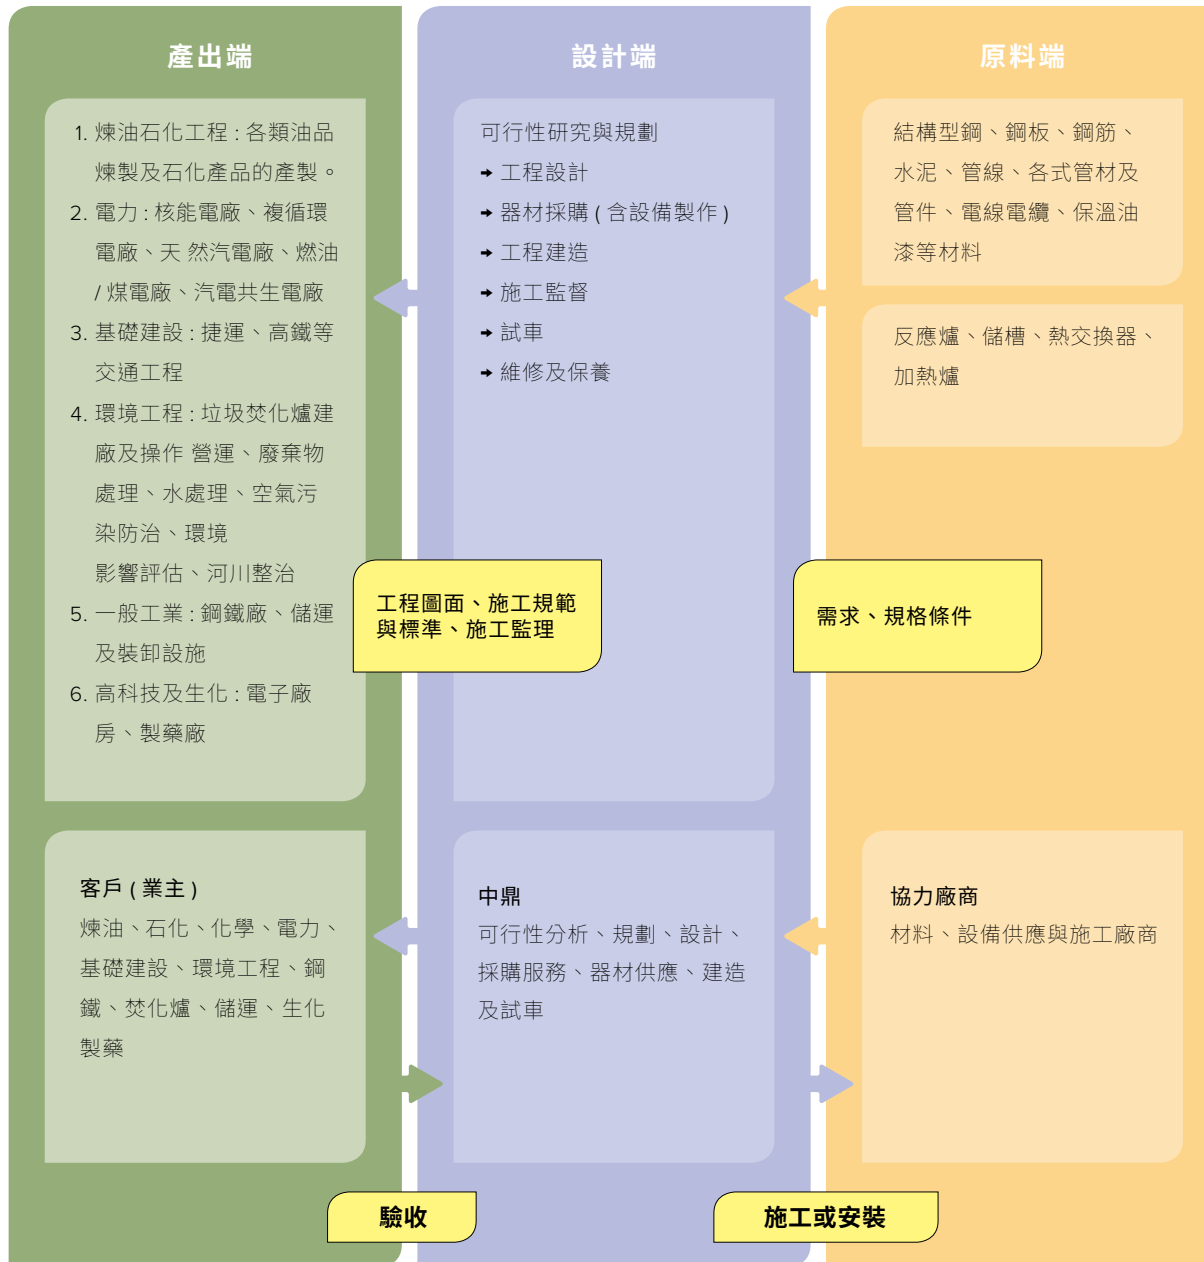 產出端
1. 煉油石化工程 : 各類油品
煉製及石化產品的產製。
2. 電力 : 核能電廠、複循環
電廠、天 然汽電廠、燃油
/ 煤電廠、汽電共生電廠
3. 基礎建設 : 捷運、高鐵等
交通工程
4. 環境工程 : 垃圾焚化爐建
廠及操作 營運、廢棄物
處理、水處理、空氣污
染防治、環境
影響評估、河川整治
5. 一般工業 : 鋼鐵廠、儲運
及裝卸設施
6. 高科技及生化 : 電子廠
房、製藥廠
設計端
可行性研究與規劃
➡ 工程設計
➡ 器材採購 ( 含設備製作 )
➡ 工程建造
➡ 施工監督
➡ 試車
➡ 維修及保養
原料端
結構型鋼、鋼板、鋼筋、
水泥、管線、各式管材及
管件、電線電纜、保溫油
漆等材料
反應爐、儲槽、熱交換器、
加熱爐
工程圖面、施工規範
與標準、施工監理
需求、規格條件
客戶 ( 業主 )
煉油、石化、化學、電力、
基礎建設、環境工程、鋼
鐵、焚化爐、儲運、生化
製藥
中鼎
可行性分析、規劃、設計、
採購服務、器材供應、建造
及試車
協力廠商
材料、設備供應與施工廠商
驗收
施工或安裝